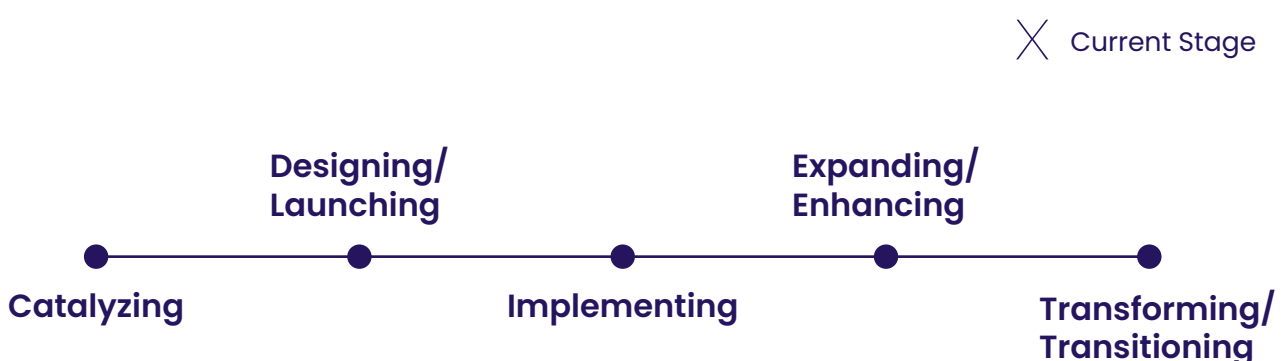 Current Stage
Designing/
Launching
Expanding/
Enhancing
Catalyzing
Implementing
Transforming/
Transitioning